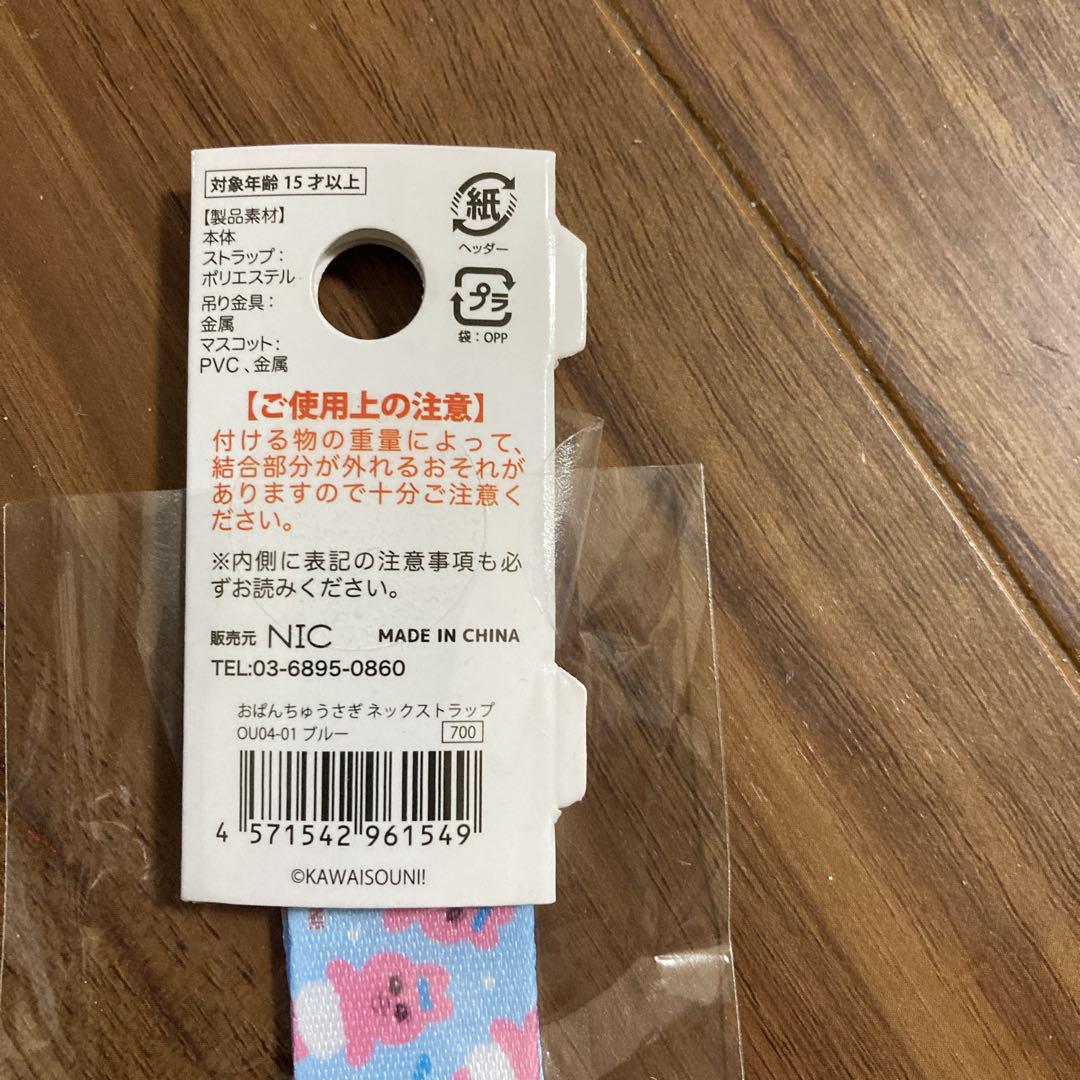 対象年齢 15 才以上
【製品素材】
本体
ストラップ：
ポリエステル
吊り金具：
金属
マスコット：
PVC、金属
紙
ヘッダー
プラ
袋：OPP
【ご使用上の注意】
付ける物の重量によって、
結合部分が外れるおそれが
ありますので十分ご注意く
ださい。
※内側に表記の注意事項も必
ずお読みください。
販売元 NIC MADE IN CHINA
TEL:03-6895-0860
おぱんちゅうさぎ ネックストラップ
OU04-01 ブルー 700
4 571542 961549
©KAWAISOUNI!